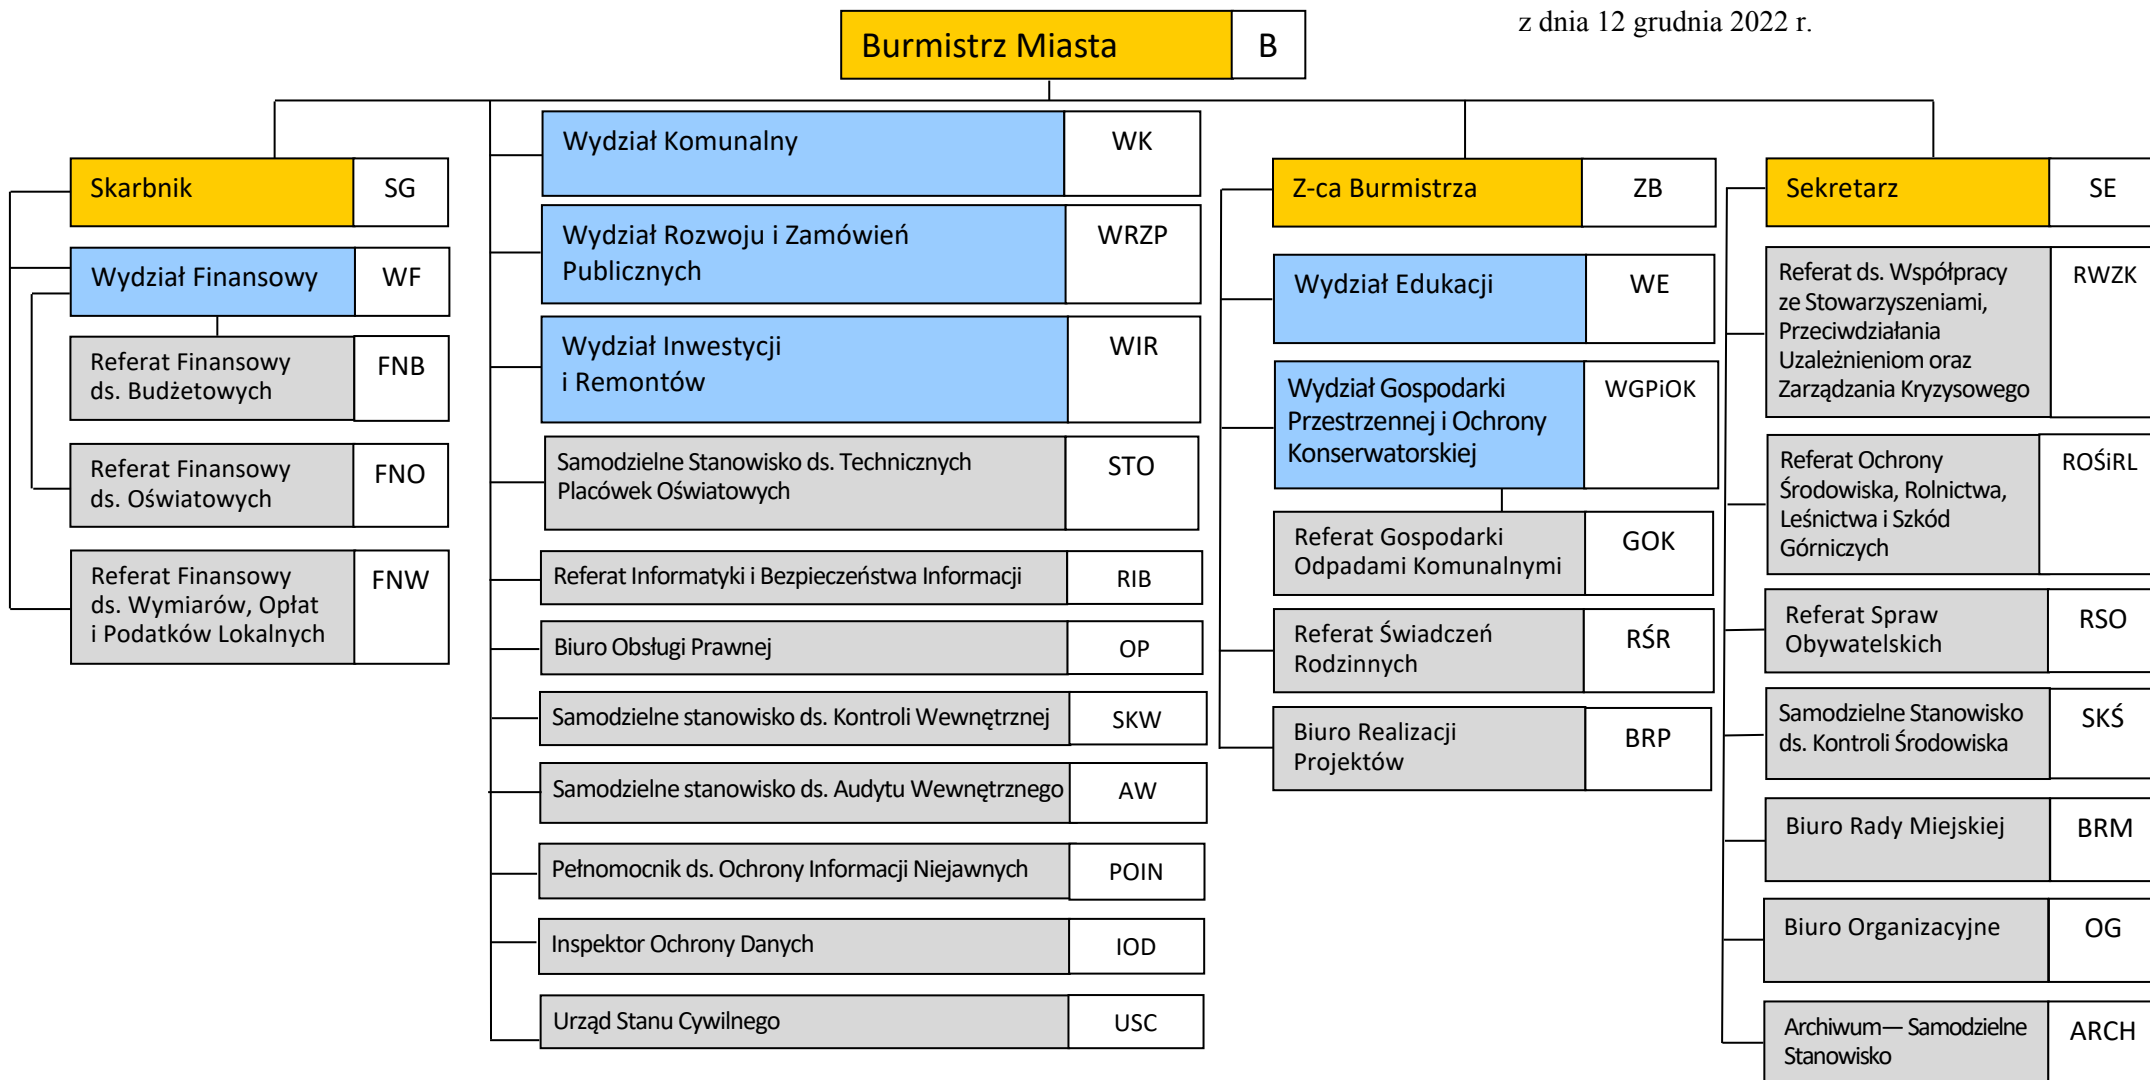 z dnia 12 grudnia 2022 r.
Burmistrz Miasta B
Skarbnik SG
Wydział Finansowy WF
Referat Finansowy
ds. Budżetowych
FNB
Referat Finansowy
ds. Oświatowych
FNO
Referat Finansowy
ds. Wymiarów, Opłat
i Podatków Lokalnych
FNW
Wydział Komunalny WK
Wydział Rozwoju i Zamówień
Publicznych
WRZP
Wydział Inwestycji
i Remontów
WIR
Samodzielne Stanowisko ds. Technicznych
Placówek Oświatowych
STO
Referat Informatyki i Bezpieczeństwa Informacji RIB
Biuro Obsługi Prawnej OP
Samodzielne stanowisko ds. Kontroli Wewnętrznej SKW
Samodzielne stanowisko ds. Audytu Wewnętrznego AW
Pełnomocnik ds. Ochrony Informacji Niejawnych POIN
Inspektor Ochrony Danych IOD
Urząd Stanu Cywilnego USC
Z-ca Burmistrza ZB
Wydział Edukacji WE
Wydział Gospodarki
Przestrzennej i Ochrony
Konserwatorskiej
WGPiOK
Referat Gospodarki
Odpadami Komunalnymi
GOK
Referat Świadczeń
Rodzinnych
RŚR
Biuro Realizacji
Projektów
BRP
Sekretarz SE
Referat ds. Współpracy
ze Stowarzyszeniami,
Przeciwdziałania
Uzależnieniom oraz
Zarządzania Kryzysowego
RWZK
Referat Ochrony
Środowiska, Rolnictwa,
Leśnictwa i Szkód
Górniczych
ROŚiRL
Referat Spraw
Obywatelskich
RSO
Samodzielne Stanowisko
ds. Kontroli Środowiska
SKŚ
Biuro Rady Miejskiej BRM
Biuro Organizacyjne OG
Archiwum— Samodzielne
Stanowisko
ARCH